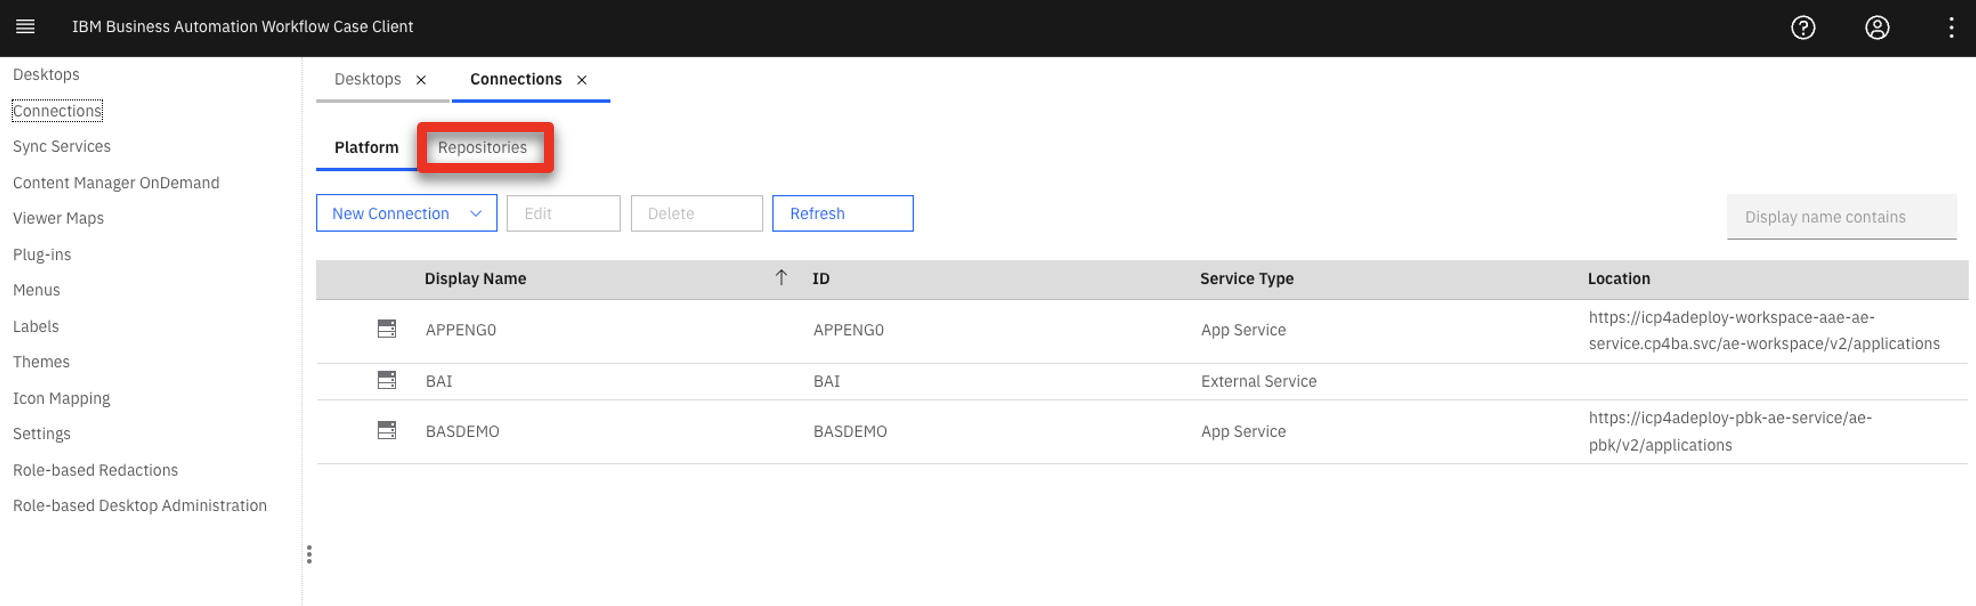 IBM Business Automation Workflow Case Client
Desktops
Connections
Sync Services
Content Manager OnDemand
Viewer Maps
Plug-ins
Menus
Labels
Themes
Icon Mapping
Settings
Role-based Redactions
Role-based Desktop Administration
Desktops Connections
Platform Repositories
New Connection Edit Delete Refresh
Display name contains
Display Name ID Service Type Location
APPENG0 APPENG0 App Service https://icp4adeploy-workspace-aae-ae-
service.cp4ba.svc/ae-workspace/v2/applications
BAI BAI External Service
BASDEMO BASDEMO App Service https://icp4adeploy-pbk-ae-service/ae-
pbk/v2/applications